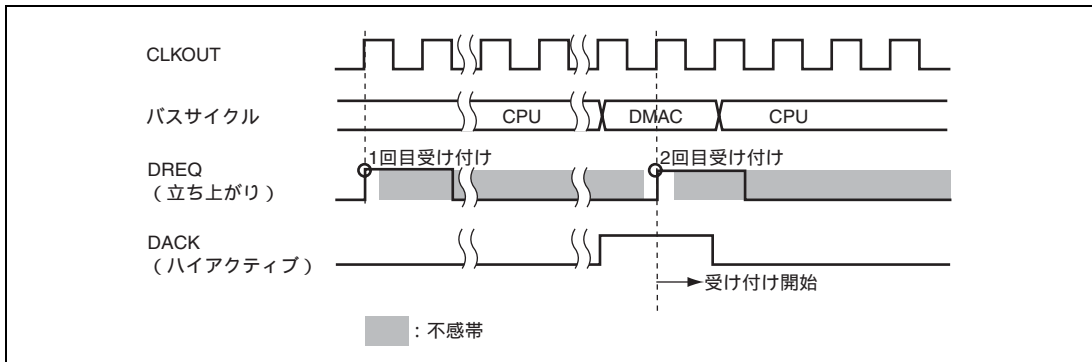 CLKOUT
バスサイクル
CPU
DMAC
CPU
DREQ
(立ち上がり)
1回目受け付け
2回目受け付け
DACK
(ハイアクティブ)
受け付け開始
:不感帯